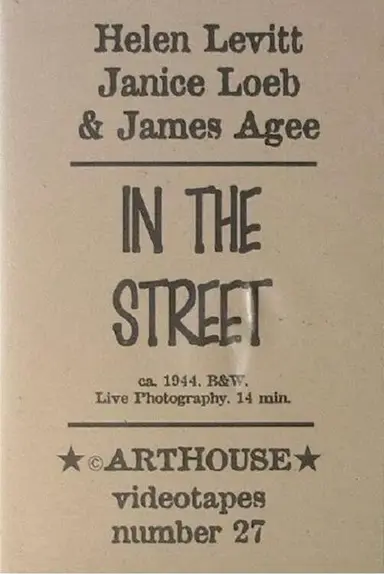 Helen Levitt
Janice Loeb
& James Agee
IN THE
STREET
ca. 1944. B&W.
Live Photography. 14 min.
★ ©ARTHOUSE★
videotapes
number 27